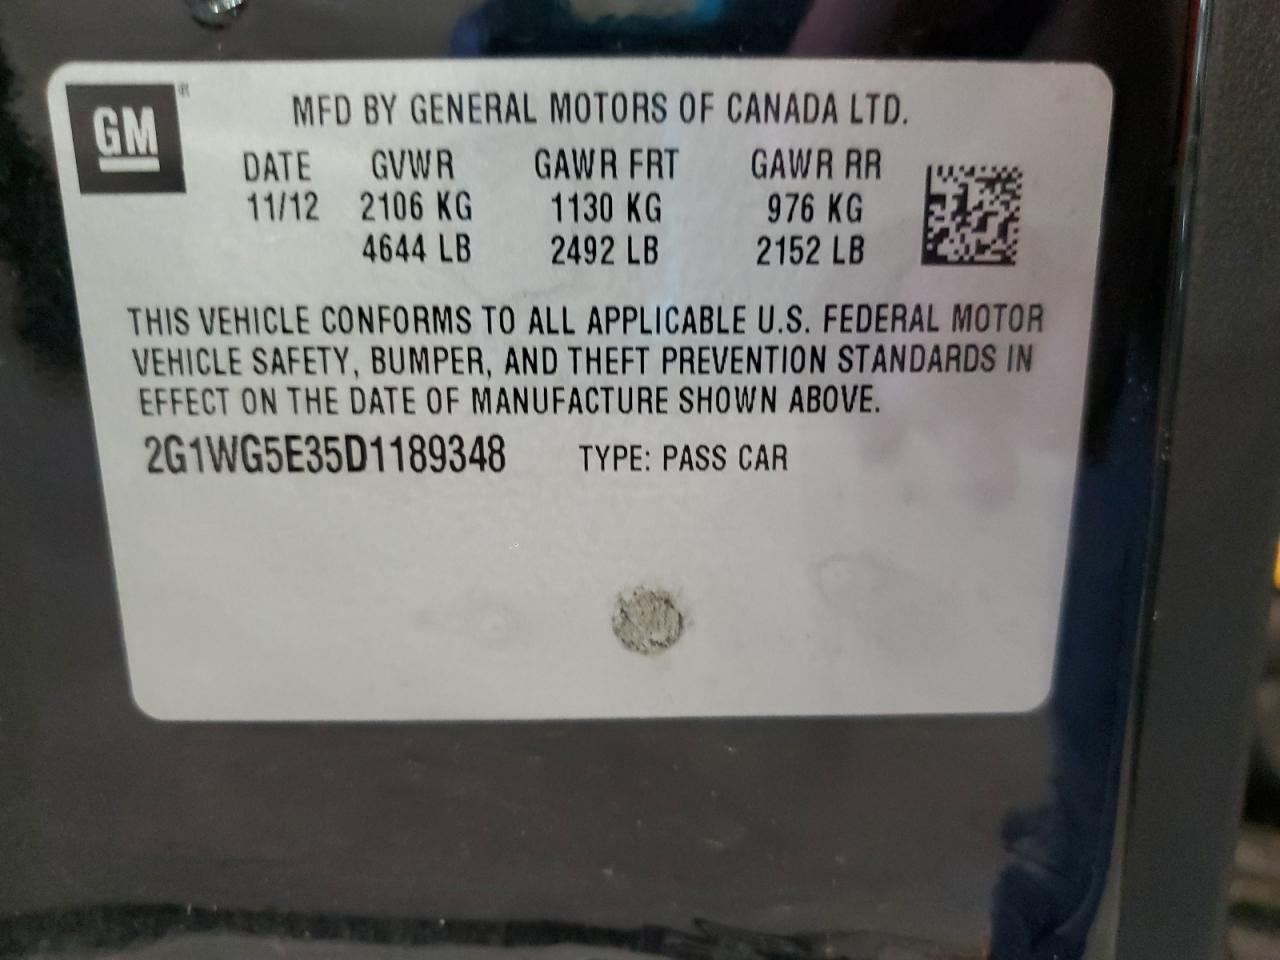 GM ®
MFD BY GENERAL MOTORS OF CANADA LTD.
DATE GVWR GAWR FRT GAWR RR
11/12 2106 KG 1130 KG 976 KG
4644 LB 2492 LB 2152 LB
THIS VEHICLE CONFORMS TO ALL APPLICABLE U.S. FEDERAL MOTOR
VEHICLE SAFETY, BUMPER, AND THEFT PREVENTION STANDARDS IN
EFFECT ON THE DATE OF MANUFACTURE SHOWN ABOVE.
2G1WG5E35D1189348 TYPE: PASS CAR